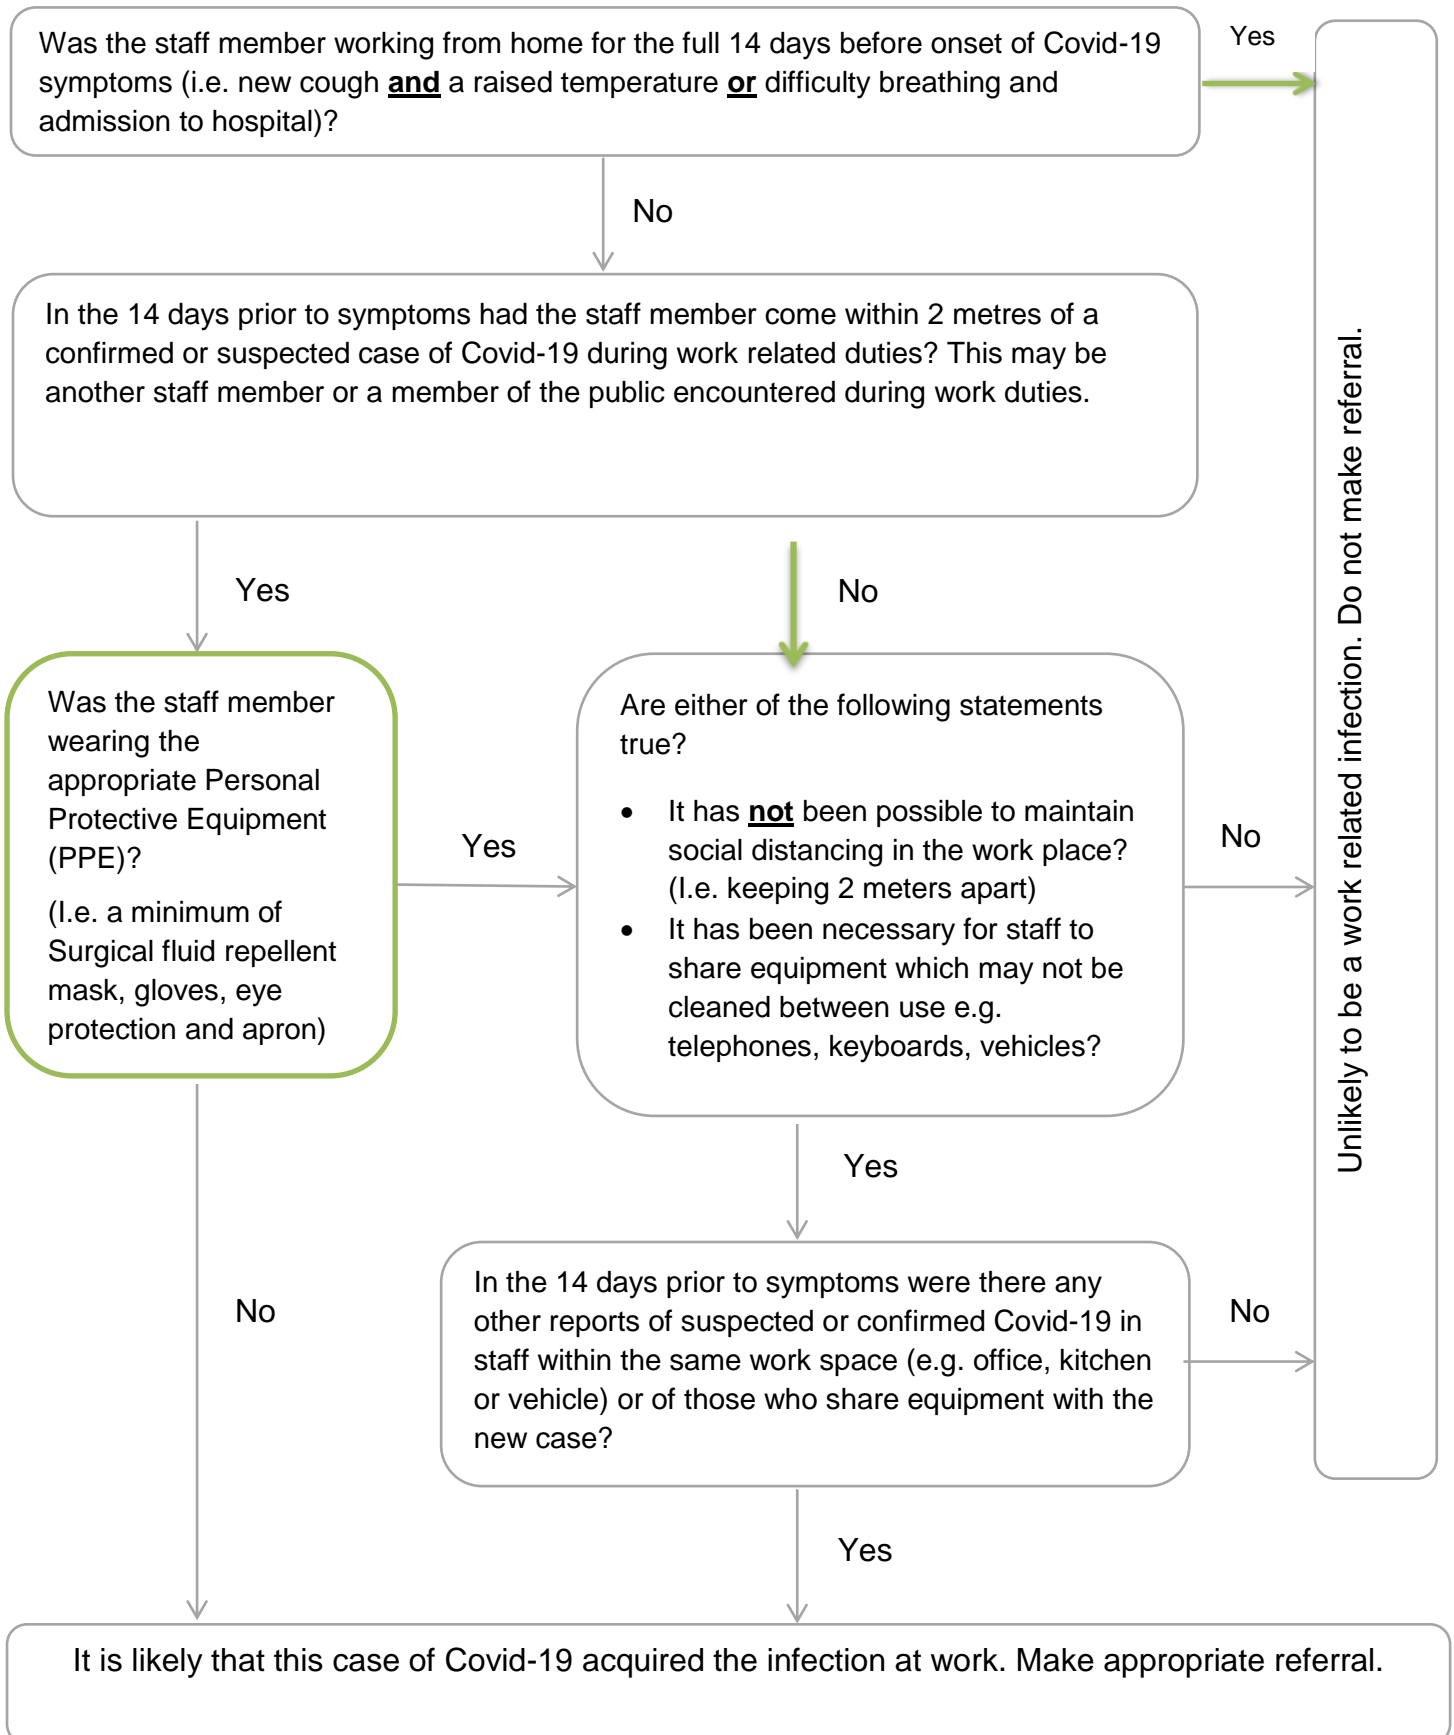 Was the staff member working from home for the full 14 days before onset of Covid-19
symptoms (i.e. new cough and a raised temperature or difficulty breathing and
admission to hospital)?
Yes
No
In the 14 days prior to symptoms had the staff member come within 2 metres of a
confirmed or suspected case of Covid-19 during work related duties? This may be
another staff member or a member of the public encountered during work duties.
Yes
No
Was the staff member
wearing the
appropriate Personal
Protective Equipment
(PPE)?
(I.e. a minimum of
Surgical fluid repellent
mask, gloves, eye
protection and apron)
Yes
Are either of the following statements
true?
• It has not been possible to maintain
social distancing in the work place?
(I.e. keeping 2 meters apart)
• It has been necessary for staff to
share equipment which may not be
cleaned between use e.g.
telephones, keyboards, vehicles?
No
Unlikely to be a work related infection. Do not make referral.
Yes
No
In the 14 days prior to symptoms were there any
other reports of suspected or confirmed Covid-19 in
staff within the same work space (e.g. office, kitchen
or vehicle) or of those who share equipment with the
new case?
No
Yes
It is likely that this case of Covid-19 acquired the infection at work. Make appropriate referral.